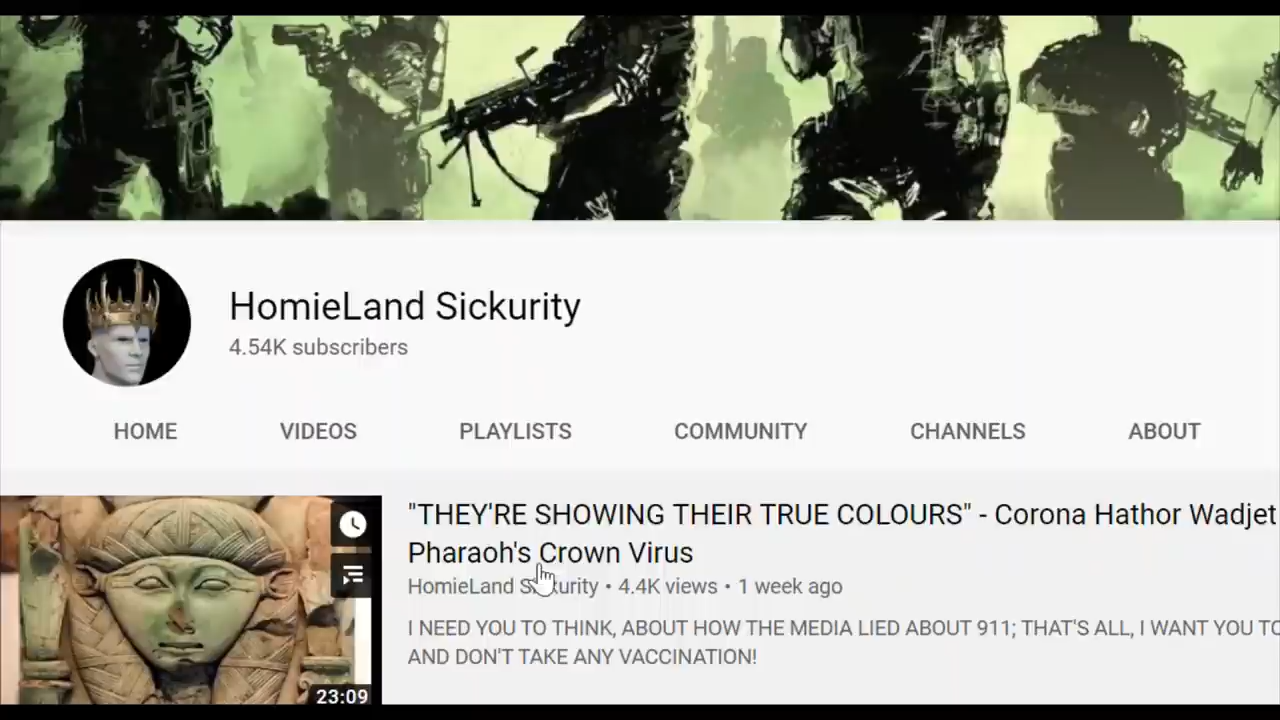 HomieLand Sickurity
4.54K subscribers
HOME VIDEOS PLAYLISTS COMMUNITY CHANNELS ABOUT
"THEY'RE SHOWING THEIR TRUE COLOURS" - Corona Hathor Wadjet
Pharaoh's Crown Virus
HomieLand Sickurity • 4.4K views • 1 week ago
I NEED YOU TO THINK, ABOUT HOW THE MEDIA LIED ABOUT 911; THAT'S ALL, I WANT YOU TO
AND DON'T TAKE ANY VACCINATION!
23:09